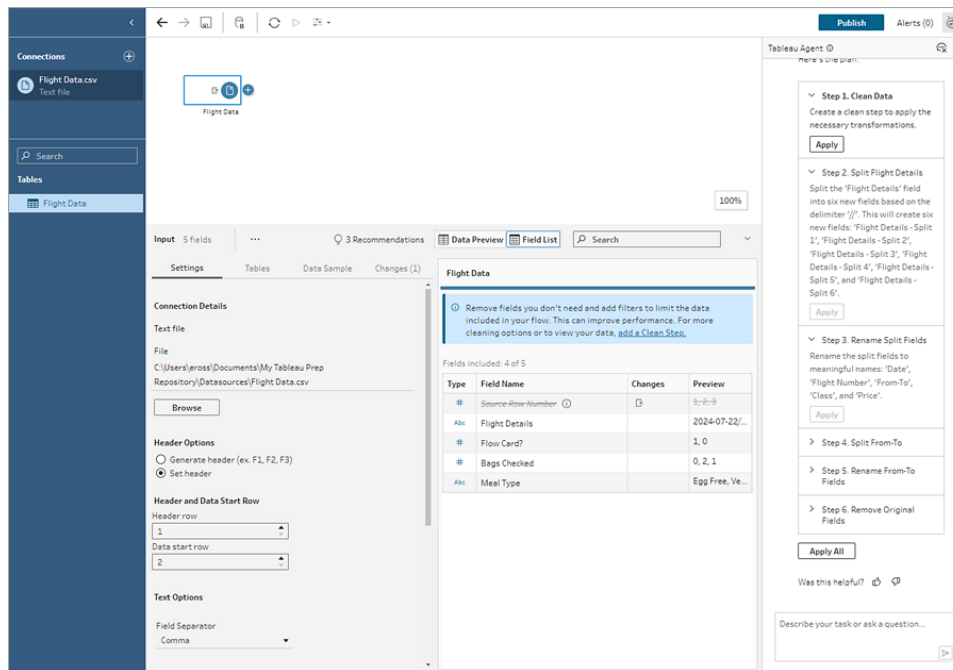 Publish
Alerts (0)
Connections
Flight Data.csv
Text file
Search
Tables
Flight Data
Flight Data
100%
Input 5 fields
...
3 Recommendations
Data Preview
Field List
Search
Settings
Tables
Data Sample
Changes (1)
Connection Details
Text file
File
C:\Users\eross\Documents\My Tableau Prep
Repository\Datasources\Flight Data.csv
Browse
Header Options
Generate header (ex. F1, F2, F3)
Set header
Header and Data Start Row
Header row
1
Data start row
2
Text Options
Field Separator
Comma
Flight Data
Remove fields you don't need and add filters to limit the data
included in your flow. This can improve performance. For more
cleaning options or to view your data, add a Clean Step.
Fields included: 4 of 5
Type Field Name Changes Preview
# Source Row Number 1, 2, 3
Abc Flight Details 2024-07-22/...
# Flow Card? 1, 0
# Bags Checked 0, 2, 1
Abc Meal Type Egg Free, Ve...
Tableau Agent
Here's the plan:
Step 1. Clean Data
Create a clean step to apply the
necessary transformations.
Apply
Step 2. Split Flight Details
Split the 'Flight Details' field
into six new fields based on the
delimiter '//'. This will create six
new fields: 'Flight Details - Split
1', 'Flight Details - Split 2',
'Flight Details - Split 3', 'Flight
Details - Split 4', 'Flight Details -
Split 5', and 'Flight Details -
Split 6'.
Apply
Step 3. Rename Split Fields
Rename the split fields to
meaningful names: 'Date',
'Flight Number', 'From-To',
'Class', and 'Price'.
Apply
Step 4. Split From-To
Step 5. Rename From-To
Fields
Step 6. Remove Original
Fields
Apply All
Was this helpful?
Describe your task or ask a question...